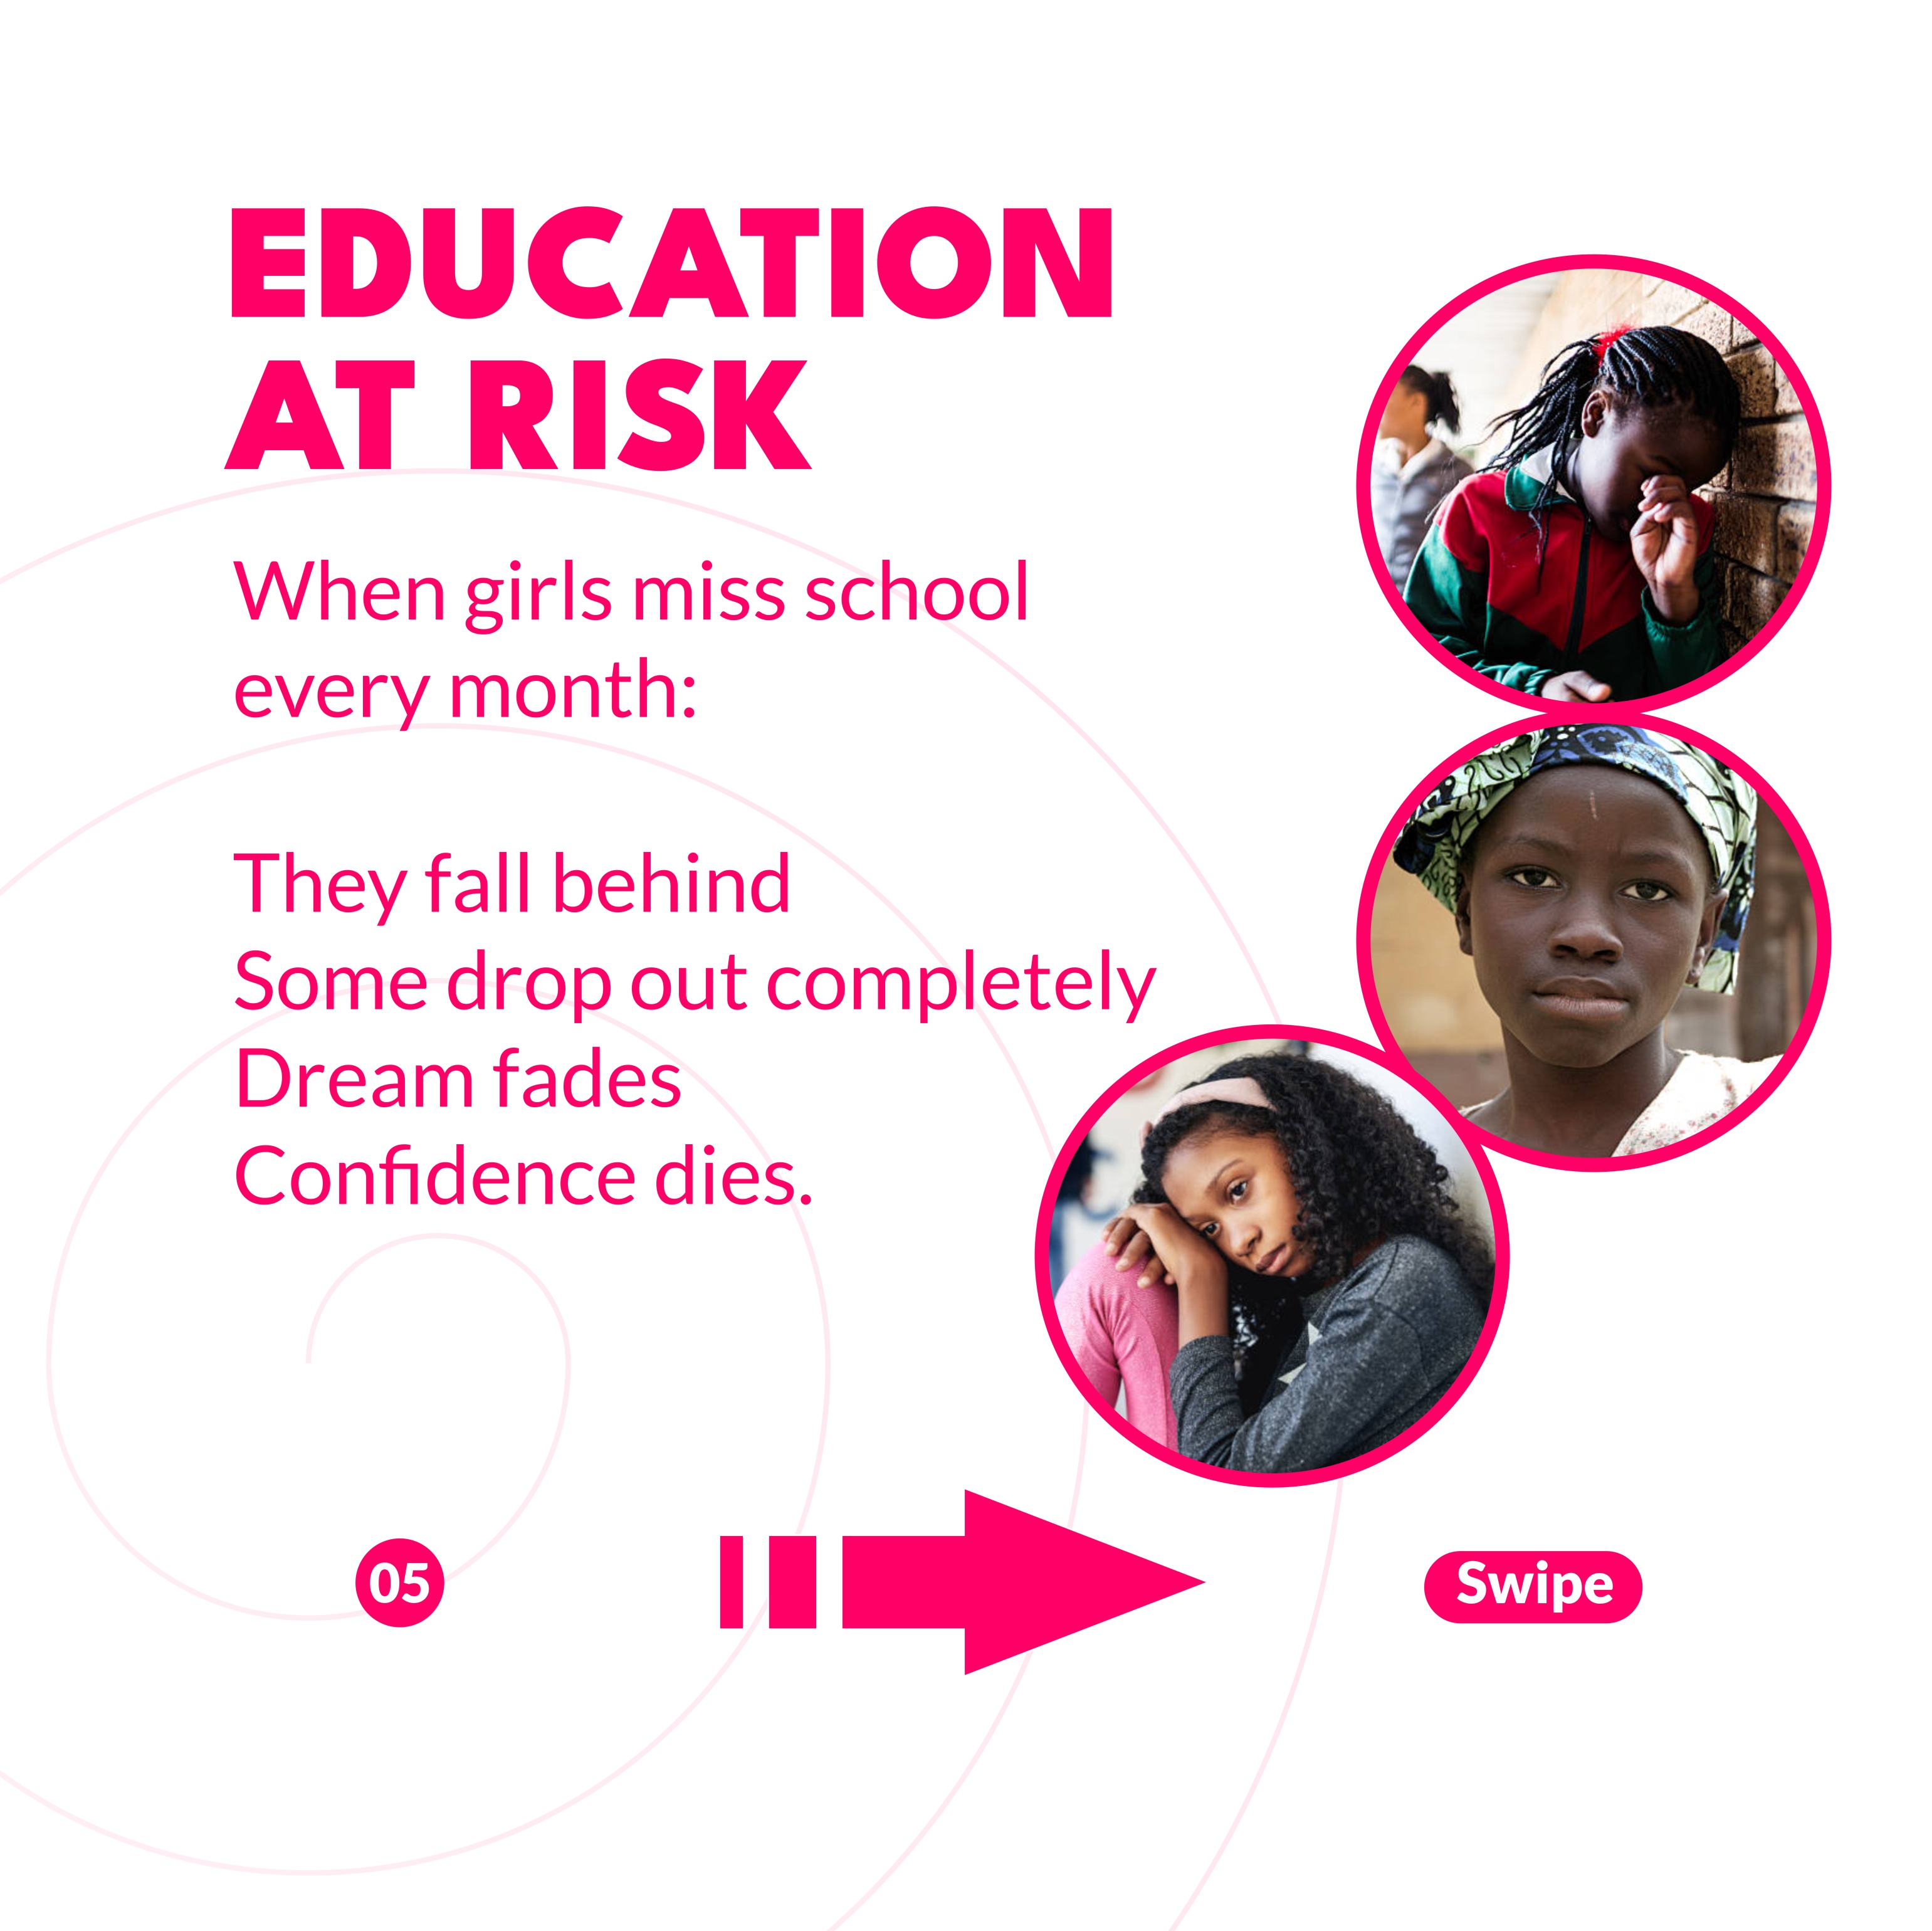 EDUCATION
AT RISK
When girls miss school
every month:
They fall behind
Some drop out completely
Dream fades
Confidence dies.
05
Swipe